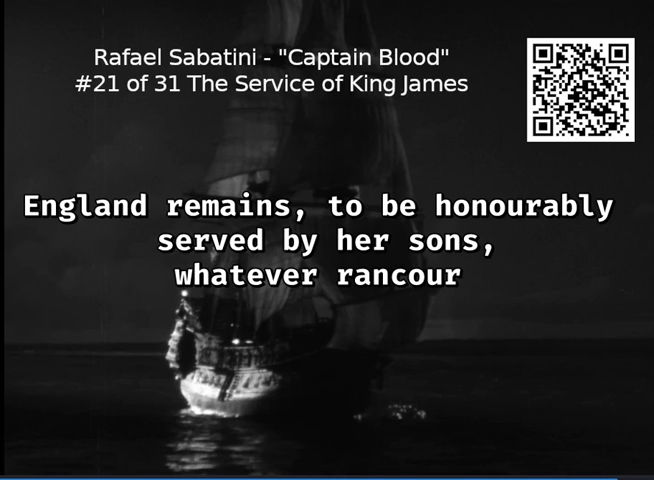 Rafael Sabatini - "Captain Blood"
#21 of 31 The Service of King James
England remains, to be honourably
served by her sons,
whatever rancour